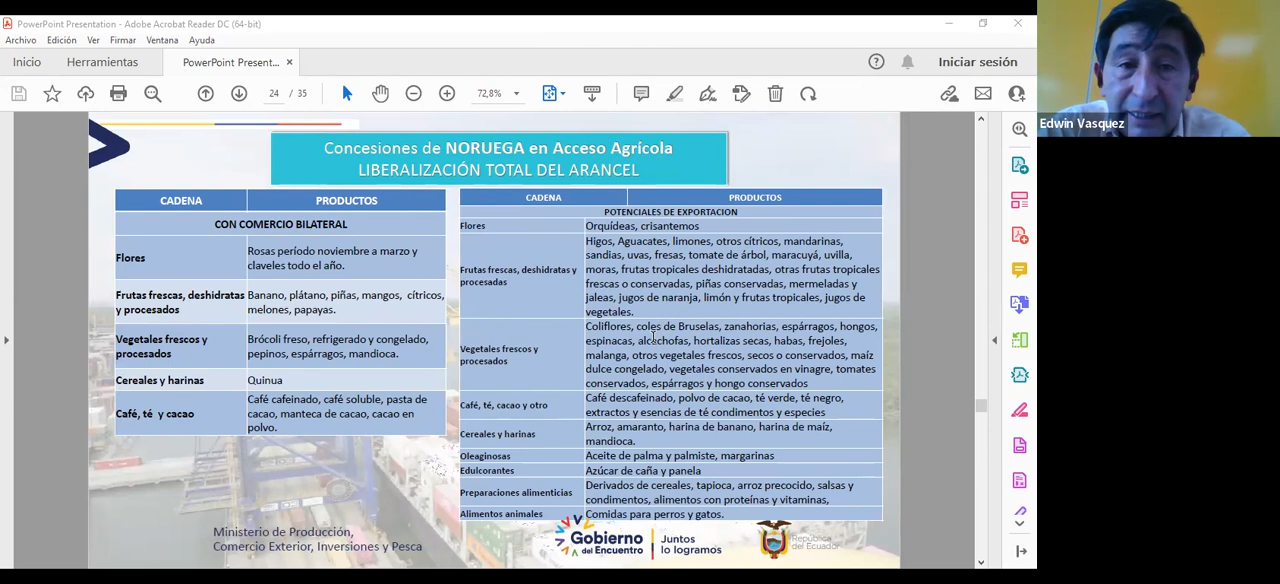 PowerPoint Presentation - Adobe Acrobat Reader DC (64-bit)
Archivo Edición Ver Firmar Ventana Ayuda
Inicio Herramientas PowerPoint Present... × Iniciar sesión
24 / 35 72,8%
Edwin Vasquez
Concesiones de NORUEGA en Acceso Agrícola
LIBERALIZACIÓN TOTAL DEL ARANCEL
CADENA PRODUCTOS
CON COMERCIO BILATERAL
Flores
Rosas período noviembre a marzo y
claveles todo el año.
Frutas frescas, deshidratas
y procesados
Banano, plátano, piñas, mangos, cítricos,
melones, papayas.
Vegetales frescos y
procesados
Brócoli freso, refrigerado y congelado,
pepinos, espárragos, mandioca.
Cereales y harinas Quinua
Café, té y cacao
Café cafeinado, café soluble, pasta de
cacao, manteca de cacao, cacao en
polvo.
CADENA PRODUCTOS
POTENCIALES DE EXPORTACION
Flores Orquídeas, crisantemos
Frutas frescas, deshidratas y
procesadas
Higos, Aguacates, limones, otros cítricos, mandarinas,
sandias, uvas, fresas, tomate de árbol, maracuyá, uvilla,
moras, frutas tropicales deshidratadas, otras frutas tropicales
frescas o conservadas, piñas conservadas, mermeladas y
jaleas, jugos de naranja, limón y frutas tropicales, jugos de
vegetales.
Vegetales frescos y
procesados
Coliflores, coles de Bruselas, zanahorias, espárragos, hongos,
espinacas, alcachofas, hortalizas secas, habas, frejoles,
malanga, otros vegetales frescos, secos o conservados, maíz
dulce congelado, vegetales conservados en vinagre, tomates
conservados, espárragos y hongo conservados
Café, té, cacao y otro
Café descafeinado, polvo de cacao, té verde, té negro,
extractos y esencias de té condimentos y especies
Cereales y harinas
Arroz, amaranto, harina de banano, harina de maíz,
mandioca.
Oleaginosas Aceite de palma y palmiste, margarinas
Edulcorantes Azúcar de caña y panela
Preparaciones alimenticias
Derivados de cereales, tapioca, arroz precocido, salsas y
condimentos, alimentos con proteínas y vitaminas,
Alimentos animales Comidas para perros y gatos.
Ministerio de Producción,
Comercio Exterior, Inversiones y Pesca
Gobierno
del Encuentro
Juntos
lo logramos
República
del Ecuador